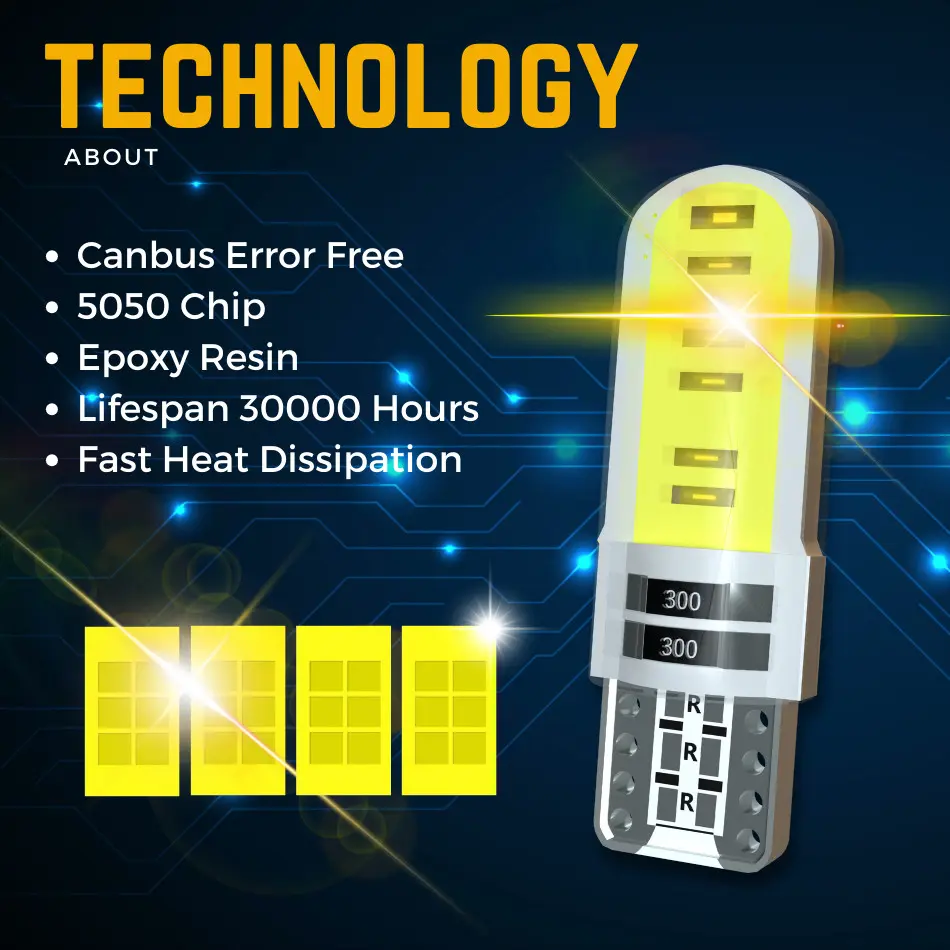 TECHNOLOGY
ABOUT
• Canbus Error Free
• 5050 Chip
• Epoxy Resin
• Lifespan 30000 Hours
• Fast Heat Dissipation
300
300
R
R
R